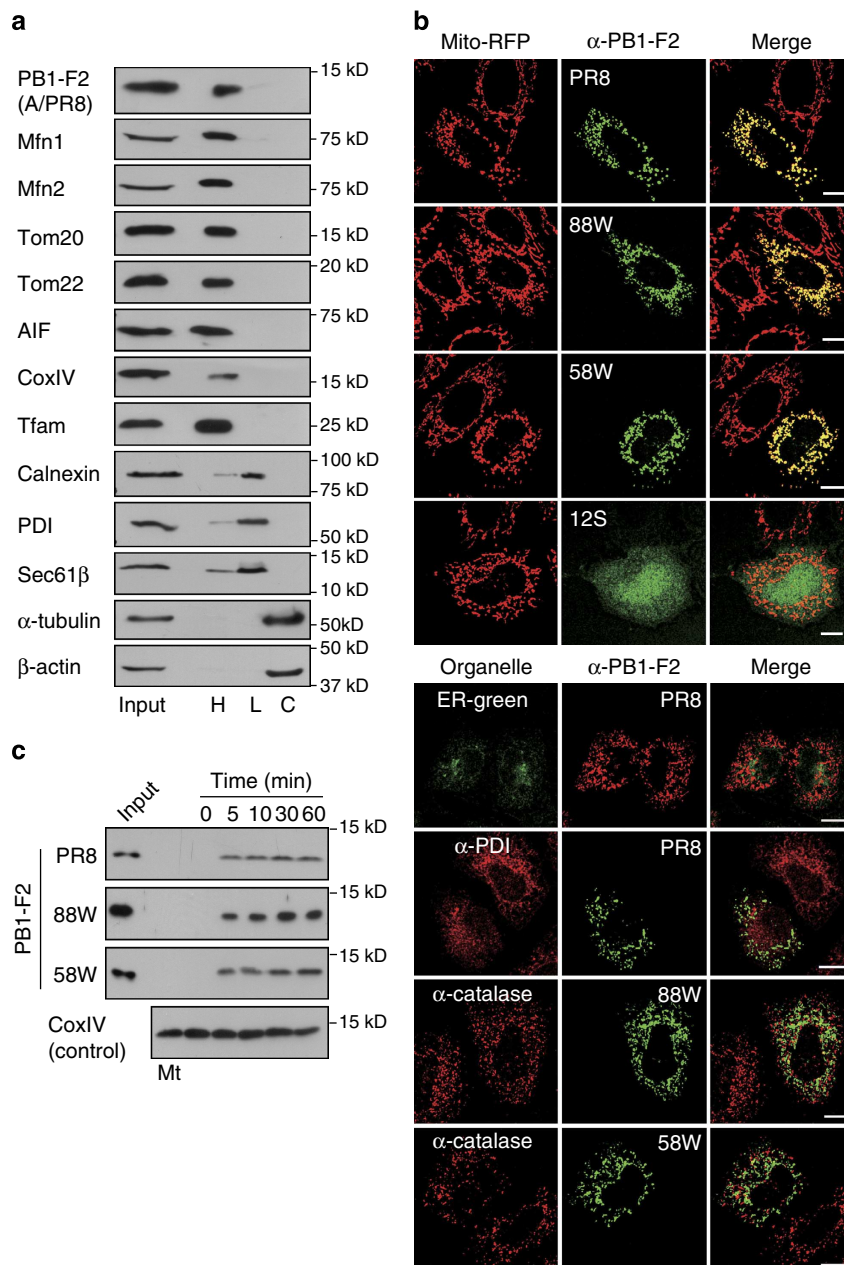 a
PB1-F2
(A/PR8)
15 kD
Mfn1
75 kD
Mfn2
75 kD
Tom20
15 kD
Tom22
20 kD
AIF
75 kD
CoxIV
15 kD
Tfam
25 kD
Calnexin
100 kD
75 kD
PDI
50 kD
Sec61β
15 kD
10 kD
α-tubulin
50kD
β-actin
50 kD
37 kD
Input H L C
b
Mito-RFP α-PB1-F2 Merge
PR8
88W
58W
12S
Organelle α-PB1-F2 Merge
ER-green PR8
α-PDI PR8
α-catalase 88W
α-catalase 58W
c
Input
Time (min)
0 5 10 30 60
PB1-F2
PR8
15 kD
88W
15 kD
58W
15 kD
CoxIV
(control)
15 kD
Mt